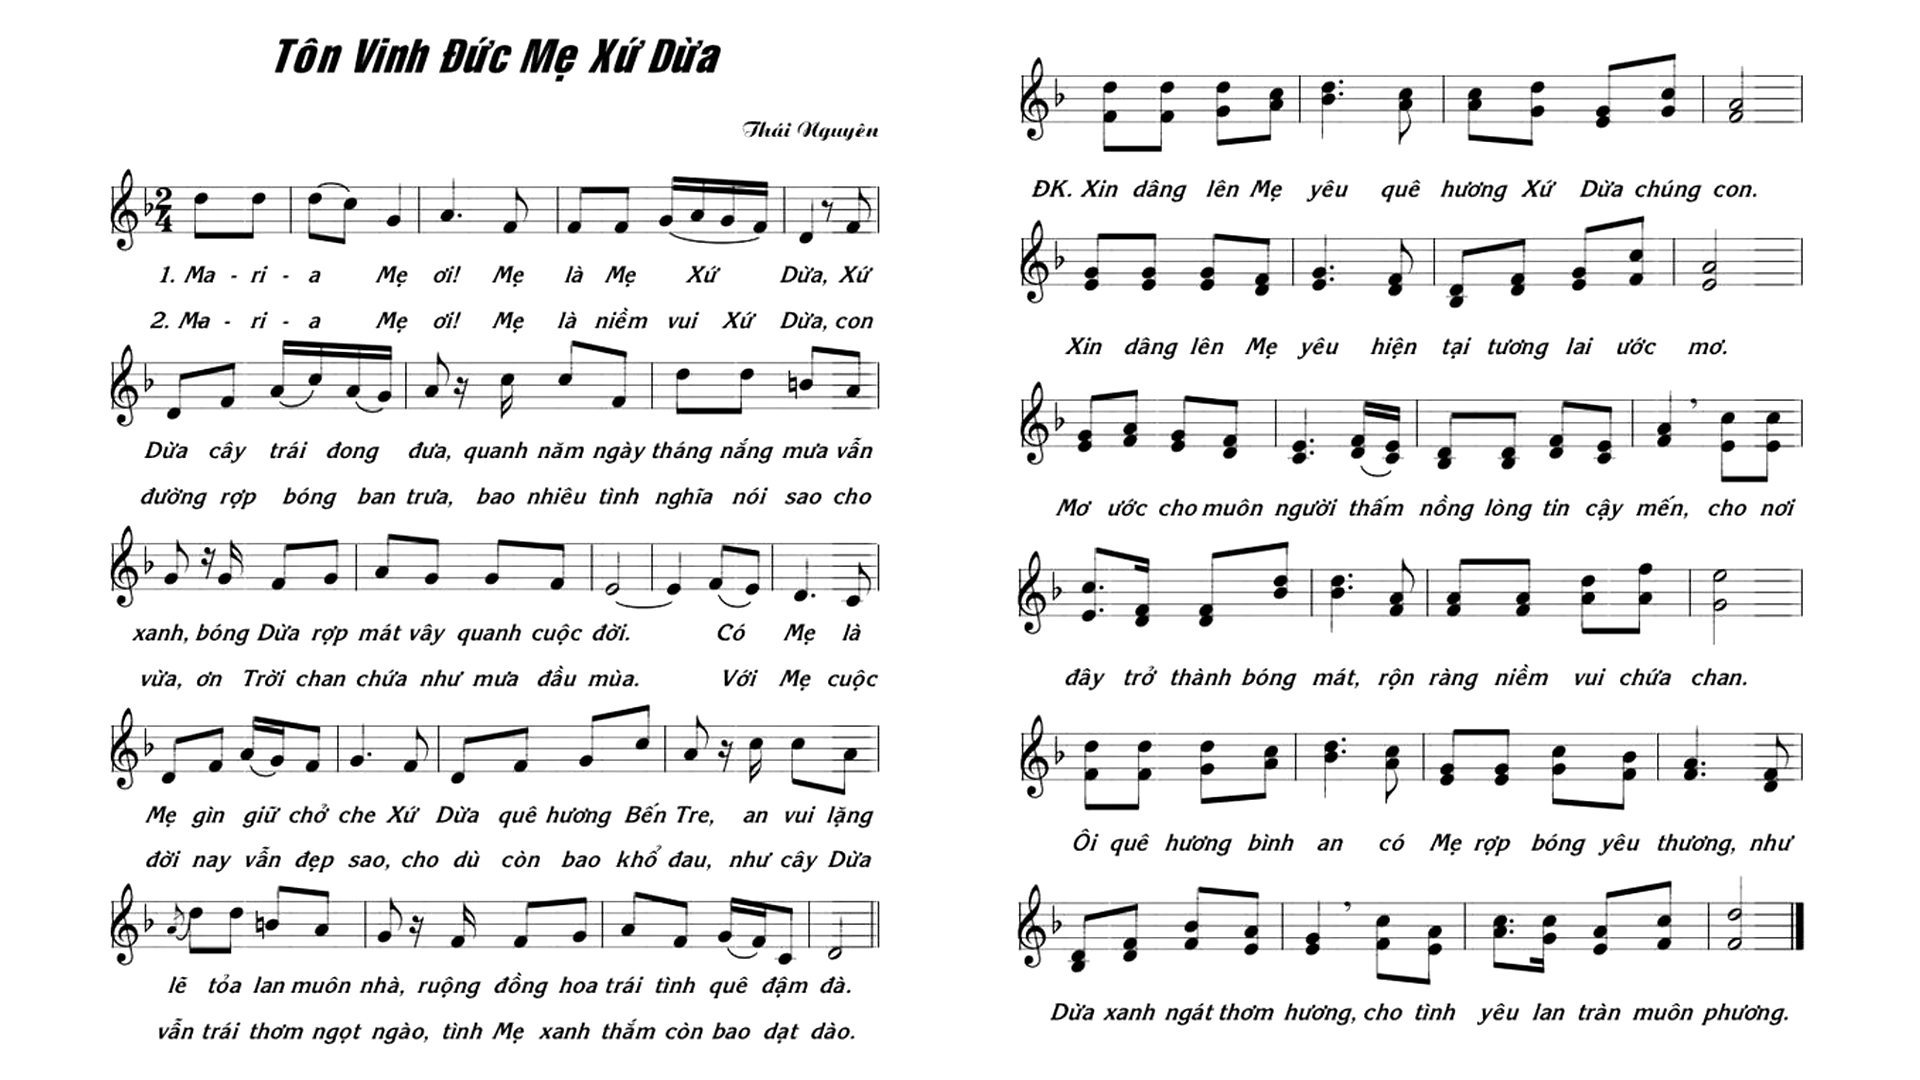 Tôn Vinh Đức Mẹ Xứ Dừa
Thái Nguyên
1. Ma - ri - a Mẹ ơi! Mẹ là Mẹ Xứ Dừa, Xứ
2. Ma - ri - a Mẹ ơi! Mẹ là niềm vui Xứ Dừa, con
Dừa cây trái đong đưa, quanh năm ngày tháng nắng mưa vẫn
đường rợp bóng ban trưa, bao nhiêu tình nghĩa nói sao cho
xanh, bóng Dừa rợp mát vây quanh cuộc đời. Có Mẹ là
vừa, ơn Trời chan chứa như mưa đầu mùa. Với Mẹ cuộc
Mẹ gìn giữ chở che Xứ Dừa quê hương Bến Tre, an vui lặng
đời nay vẫn đẹp sao, cho dù còn bao khổ đau, như cây Dừa
lẽ tỏa lan muôn nhà, ruộng đồng hoa trái tình quê đậm đà.
vẫn trái thơm ngọt ngào, tình Mẹ xanh thắm còn bao dạt dào.
ĐK. Xin dâng lên Mẹ yêu quê hương Xứ Dừa chúng con.
Xin dâng lên Mẹ yêu hiện tại tương lai ước mơ.
Mơ ước cho muôn người thấm nồng lòng tin cậy mến, cho nơi
đây trở thành bóng mát, rộn ràng niềm vui chứa chan.
Ôi quê hương bình an có Mẹ rợp bóng yêu thương, như
Dừa xanh ngát thơm hương, cho tình yêu lan tràn muôn phương.